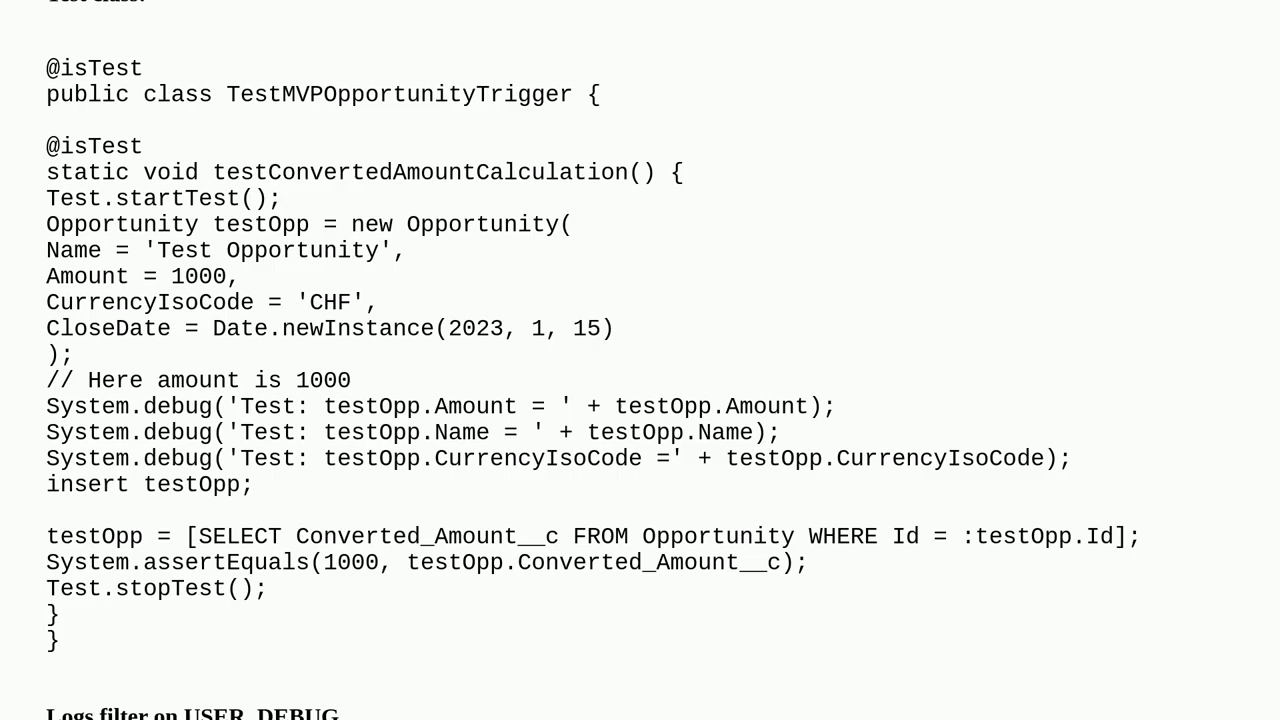 Test class:
@isTest
public class TestMVPOpportunityTrigger {
@isTest
static void testConvertedAmountCalculation() {
Test.startTest();
Opportunity testOpp = new Opportunity(
Name = 'Test Opportunity',
Amount = 1000,
CurrencyIsoCode = 'CHF',
CloseDate = Date.newInstance(2023, 1, 15)
);
// Here amount is 1000
System.debug('Test: testOpp.Amount = ' + testOpp.Amount);
System.debug('Test: testOpp.Name = ' + testOpp.Name);
System.debug('Test: testOpp.CurrencyIsoCode =' + testOpp.CurrencyIsoCode);
insert testOpp;
testOpp = [SELECT Converted_Amount__c FROM Opportunity WHERE Id = :testOpp.Id];
System.assertEquals(1000, testOpp.Converted_Amount__c);
Test.stopTest();
}
}
Logs filter on USER_DEBUG